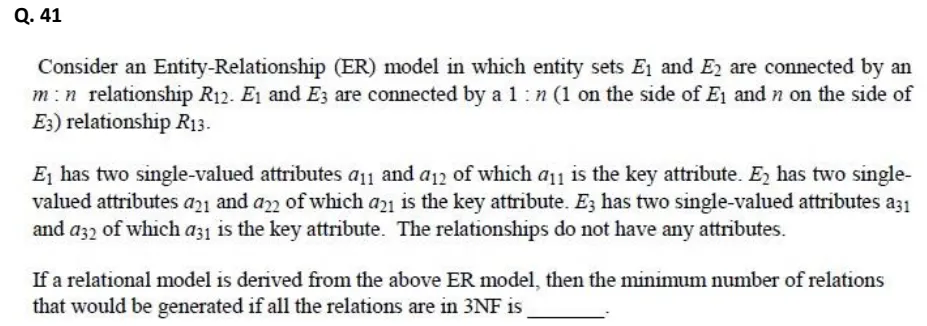 Q. 41
Consider an Entity-Relationship (ER) model in which entity sets E₁ and E₂ are connected by an
m : n relationship R₁₂. E₁ and E₃ are connected by a 1 : n (1 on the side of E₁ and n on the side of
E₃) relationship R₁₃.
E₁ has two single-valued attributes a₁₁ and a₁₂ of which a₁₁ is the key attribute. E₂ has two single-
valued attributes a₂₁ and a₂₂ of which a₂₁ is the key attribute. E₃ has two single-valued attributes a₃₁
and a₃₂ of which a₃₁ is the key attribute. The relationships do not have any attributes.
If a relational model is derived from the above ER model, then the minimum number of relations
that would be generated if all the relations are in 3NF is ________.